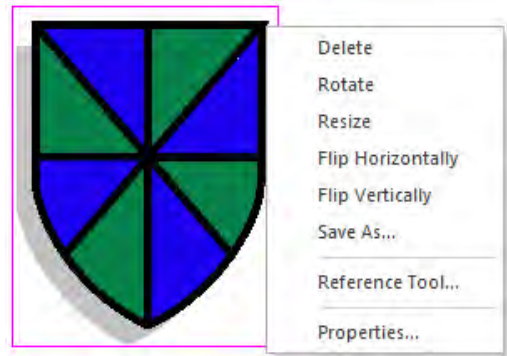 Delete
Rotate
Resize
Flip Horizontally
Flip Vertically
Save As...
Reference Tool...
Properties...